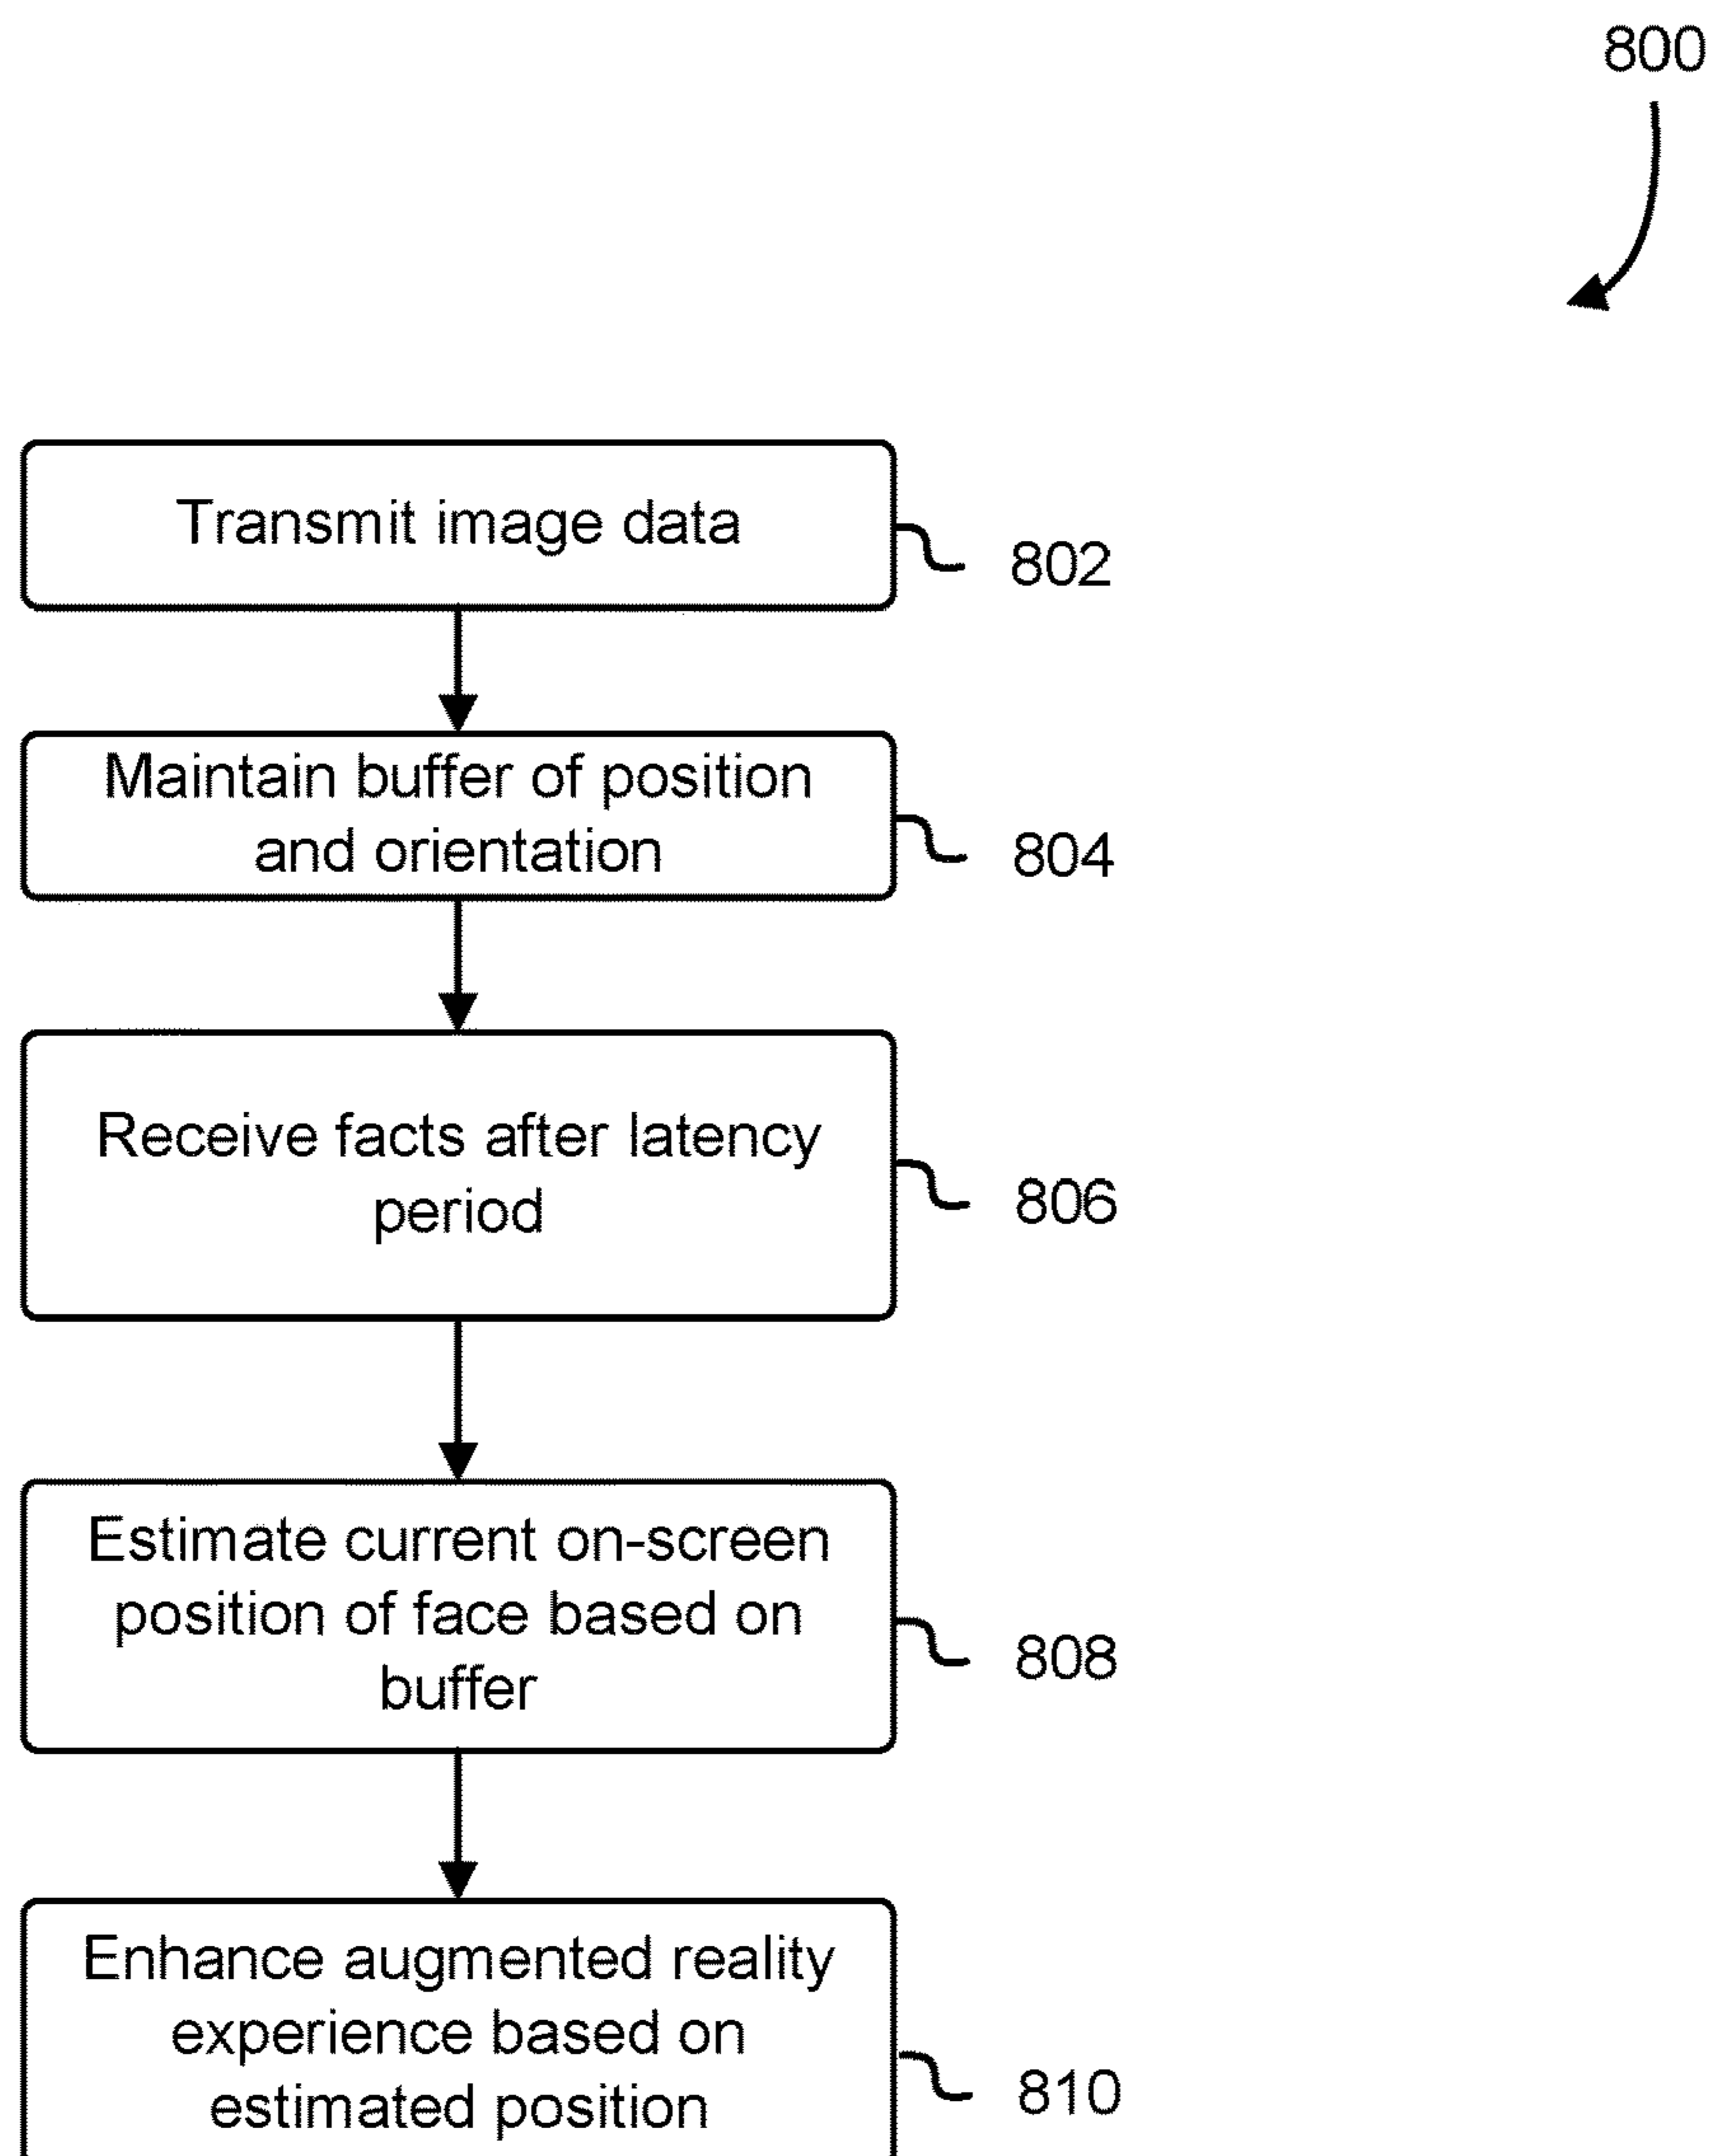 800
Transmit image data
802
Maintain buffer of position
and orientation
804
Receive facts after latency
period
806
Estimate current on-screen
position of face based on
buffer
808
Enhance augmented reality
experience based on
estimated position
810